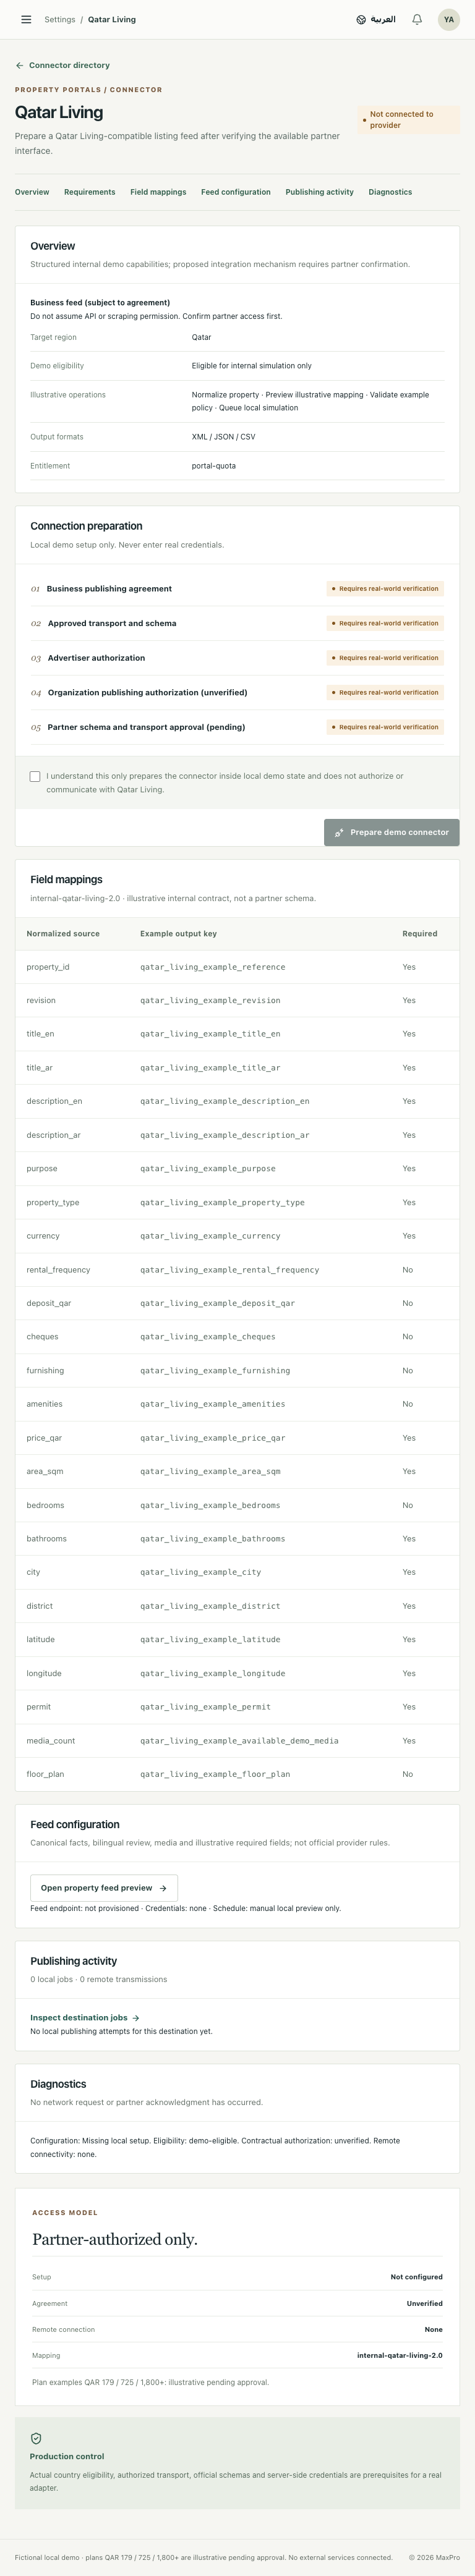 Settings / Qatar Living
العربية
YA
Connector directory
PROPERTY PORTALS / CONNECTOR
Qatar Living
Prepare a Qatar Living-compatible listing feed after verifying the available partner
interface.
Not connected to
provider
Overview Requirements Field mappings Feed configuration Publishing activity Diagnostics
Overview
Structured internal demo capabilities; proposed integration mechanism requires partner confirmation.
Business feed (subject to agreement)
Do not assume API or scraping permission. Confirm partner access first.
Target region Qatar
Demo eligibility Eligible for internal simulation only
Illustrative operations Normalize property · Preview illustrative mapping · Validate example
policy · Queue local simulation
Output formats XML / JSON / CSV
Entitlement portal-quota
Connection preparation
Local demo setup only. Never enter real credentials.
01 Business publishing agreement Requires real-world verification
02 Approved transport and schema Requires real-world verification
03 Advertiser authorization Requires real-world verification
04 Organization publishing authorization (unverified) Requires real-world verification
05 Partner schema and transport approval (pending) Requires real-world verification
I understand this only prepares the connector inside local demo state and does not authorize or
communicate with Qatar Living.
Prepare demo connector
Field mappings
internal-qatar-living-2.0 · illustrative internal contract, not a partner schema.
Normalized source Example output key Required
property_id qatar_living_example_reference Yes
revision qatar_living_example_revision Yes
title_en qatar_living_example_title_en Yes
title_ar qatar_living_example_title_ar Yes
description_en qatar_living_example_description_en Yes
description_ar qatar_living_example_description_ar Yes
purpose qatar_living_example_purpose Yes
property_type qatar_living_example_property_type Yes
currency qatar_living_example_currency Yes
rental_frequency qatar_living_example_rental_frequency No
deposit_qar qatar_living_example_deposit_qar No
cheques qatar_living_example_cheques No
furnishing qatar_living_example_furnishing No
amenities qatar_living_example_amenities No
price_qar qatar_living_example_price_qar Yes
area_sqm qatar_living_example_area_sqm Yes
bedrooms qatar_living_example_bedrooms No
bathrooms qatar_living_example_bathrooms Yes
city qatar_living_example_city Yes
district qatar_living_example_district Yes
latitude qatar_living_example_latitude Yes
longitude qatar_living_example_longitude Yes
permit qatar_living_example_permit Yes
media_count qatar_living_example_available_demo_media Yes
floor_plan qatar_living_example_floor_plan No
Feed configuration
Canonical facts, bilingual review, media and illustrative required fields; not official provider rules.
Open property feed preview
Feed endpoint: not provisioned · Credentials: none · Schedule: manual local preview only.
Publishing activity
0 local jobs · 0 remote transmissions
Inspect destination jobs
No local publishing attempts for this destination yet.
Diagnostics
No network request or partner acknowledgment has occurred.
Configuration: Missing local setup. Eligibility: demo-eligible. Contractual authorization: unverified. Remote
connectivity: none.
ACCESS MODEL
Partner-authorized only.
Setup Not configured
Agreement Unverified
Remote connection None
Mapping internal-qatar-living-2.0
Plan examples QAR 179 / 725 / 1,800+: illustrative pending approval.
Production control
Actual country eligibility, authorized transport, official schemas and server-side credentials are prerequisites for a real
adapter.
Fictional local demo · plans QAR 179 / 725 / 1,800+ are illustrative pending approval. No external services connected. © 2026 MaxPro